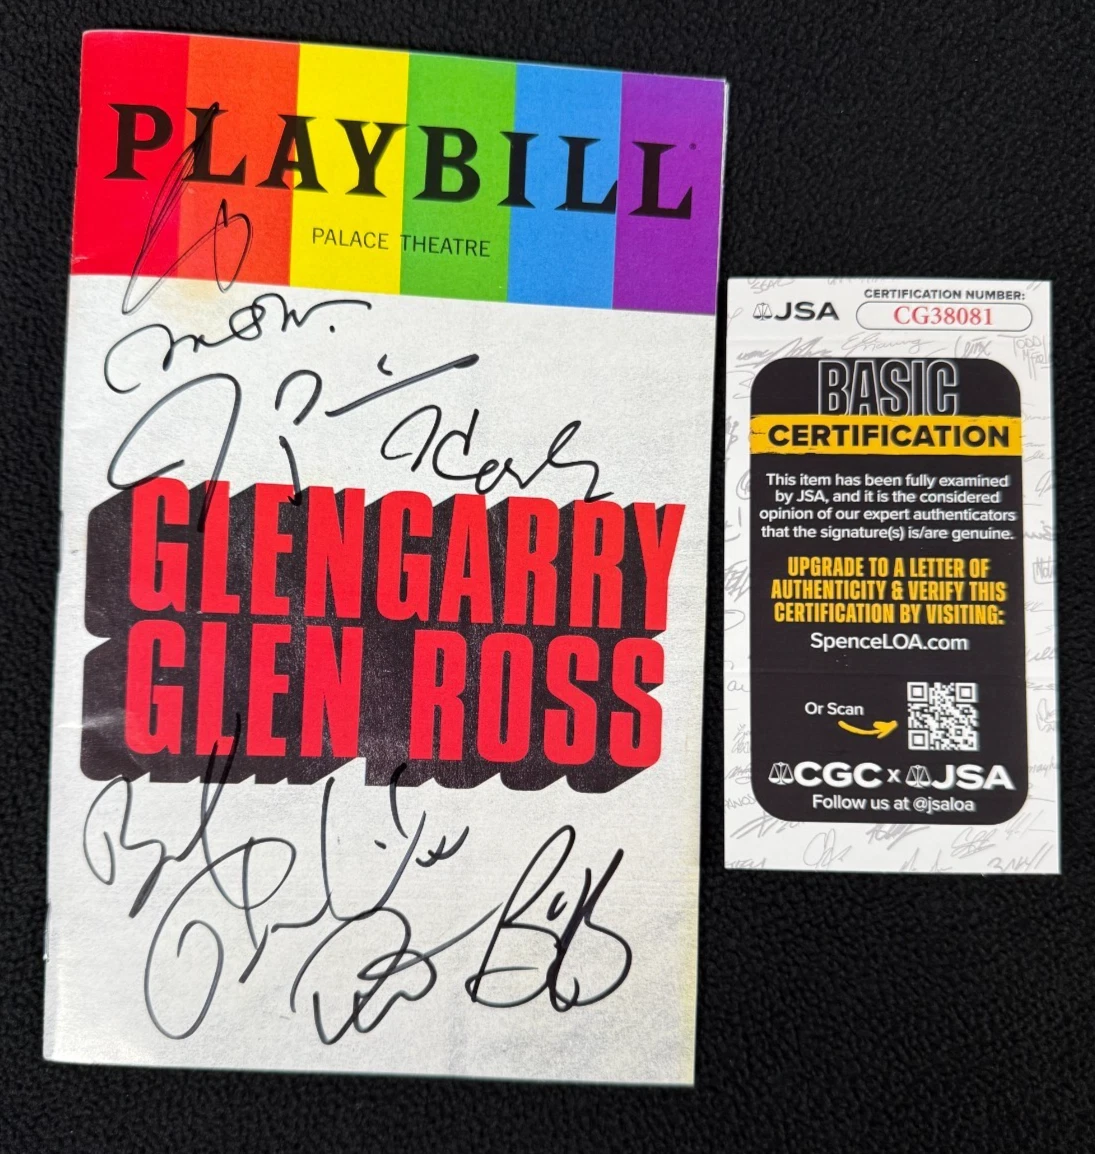 PLAYBILL
PALACE THEATRE
GLENGARRY
GLEN ROSS
JSA
CERTIFICATION NUMBER:
CG38081
BASIC
CERTIFICATION
This item has been fully examined
by JSA, and it is the considered
opinion of our expert authenticators
that the signature(s) is/are genuine.
UPGRADE TO A LETTER OF
AUTHENTICITY & VERIFY THIS
CERTIFICATION BY VISITING:
SpenceLOA.com
Or Scan
CGC x JSA
Follow us at @jsaloa